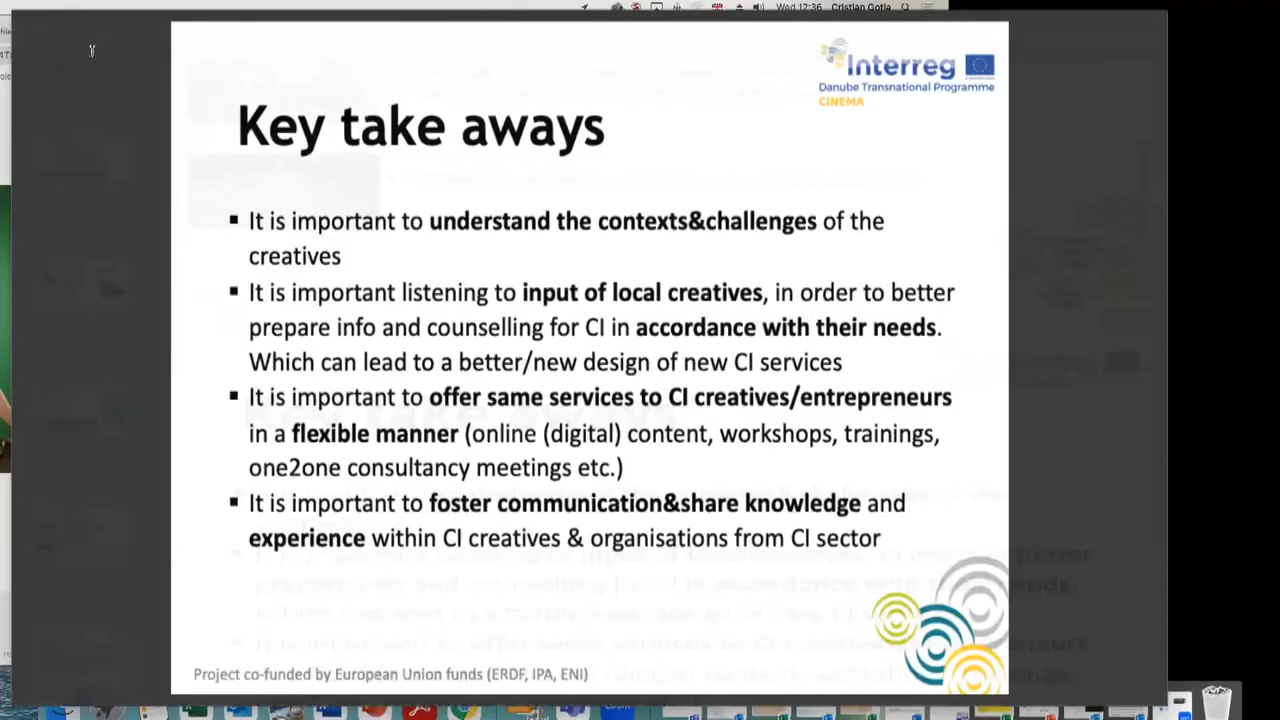 Wed 12:36 Cristian Gotia
Interreg
Danube Transnational Programme
CINEMA
Key take aways
▪ It is important to understand the contexts&challenges of the
creatives
▪ It is important listening to input of local creatives, in order to better
prepare info and counselling for CI in accordance with their needs.
Which can lead to a better/new design of new CI services
▪ It is important to offer same services to CI creatives/entrepreneurs
in a flexible manner (online (digital) content, workshops, trainings,
one2one consultancy meetings etc.)
▪ It is important to foster communication&share knowledge and
experience within CI creatives & organisations from CI sector
Project co-funded by European Union funds (ERDF, IPA, ENI)